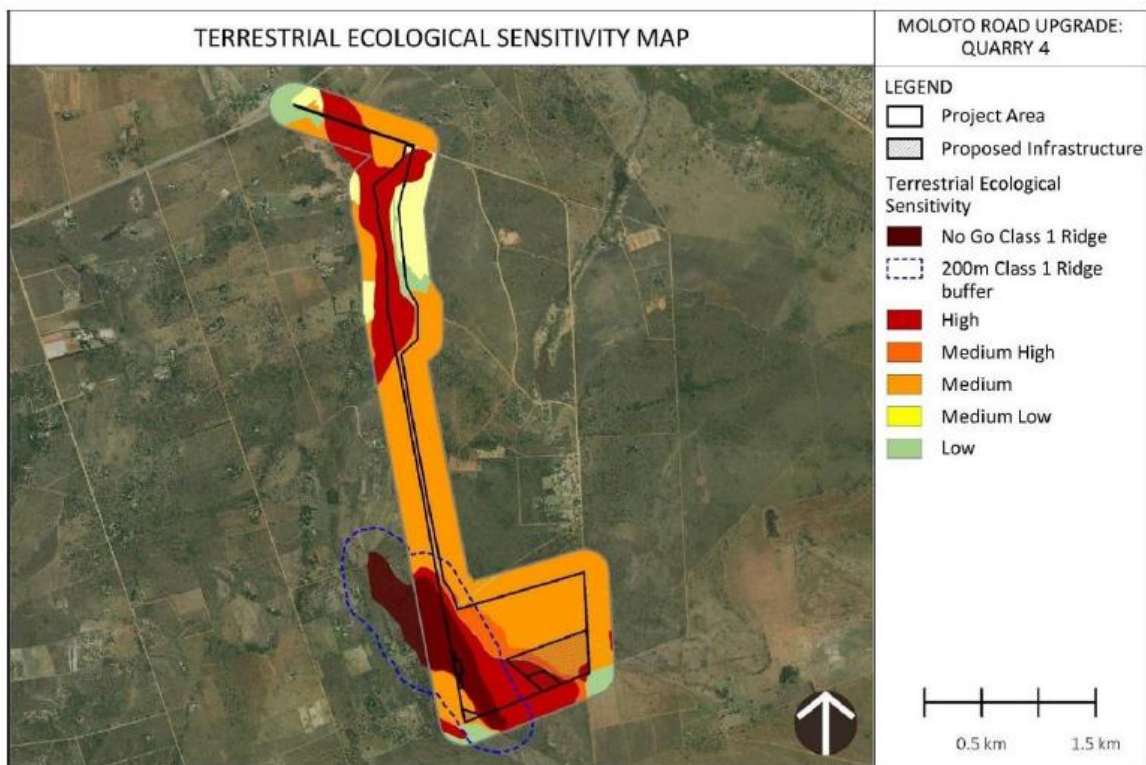 TERRESTRIAL ECOLOGICAL SENSITIVITY MAP
MOLOTO ROAD UPGRADE:
QUARRY 4
LEGEND
Project Area
Proposed Infrastructure
Terrestrial Ecological
Sensitivity
No Go Class 1 Ridge
200m Class 1 Ridge
buffer
High
Medium High
Medium
Medium Low
Low
0.5 km
1.5 km